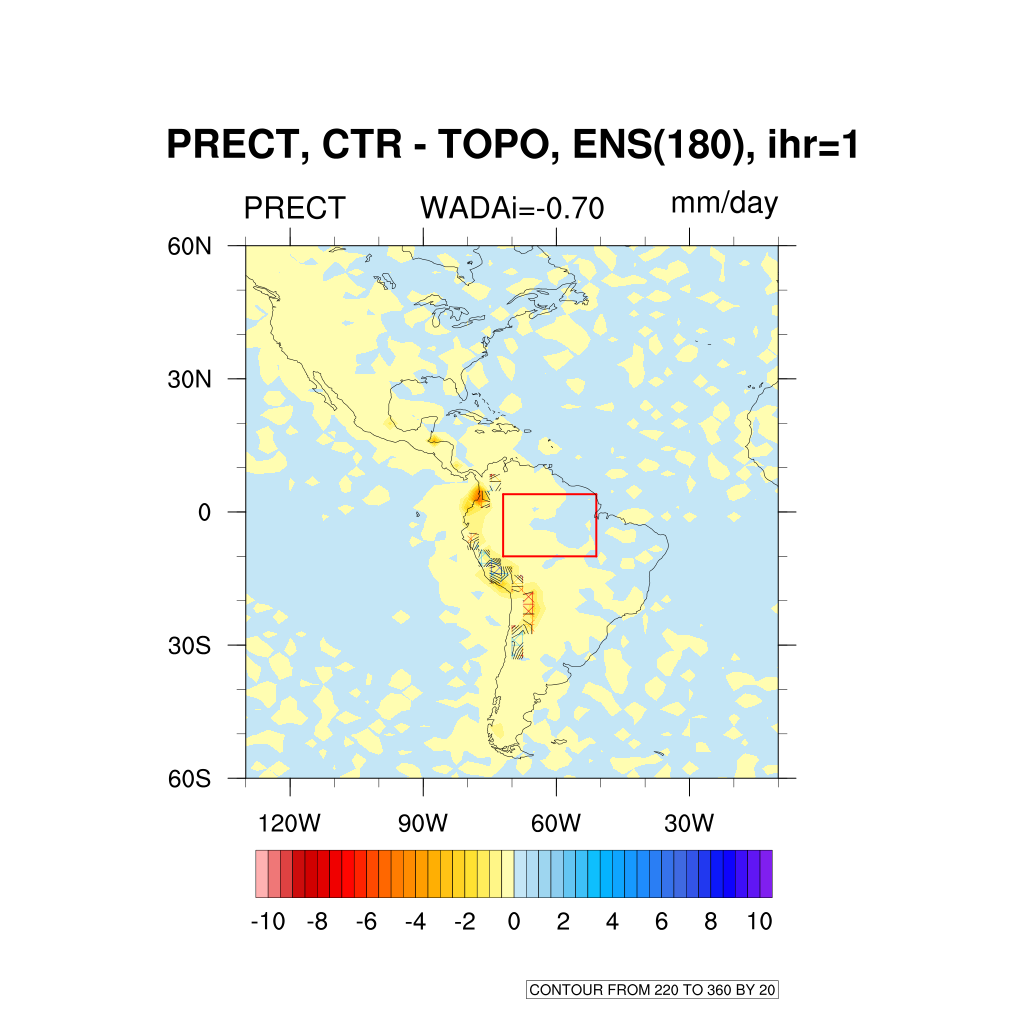 PRECT, CTR - TOPO, ENS(180), ihr=1
PRECT WADAi=-0.70 mm/day
60N
30N
0
30S
60S
120W 90W 60W 30W
-10 -8 -6 -4 -2 0 2 4 6 8 10
CONTOUR FROM 220 TO 360 BY 20